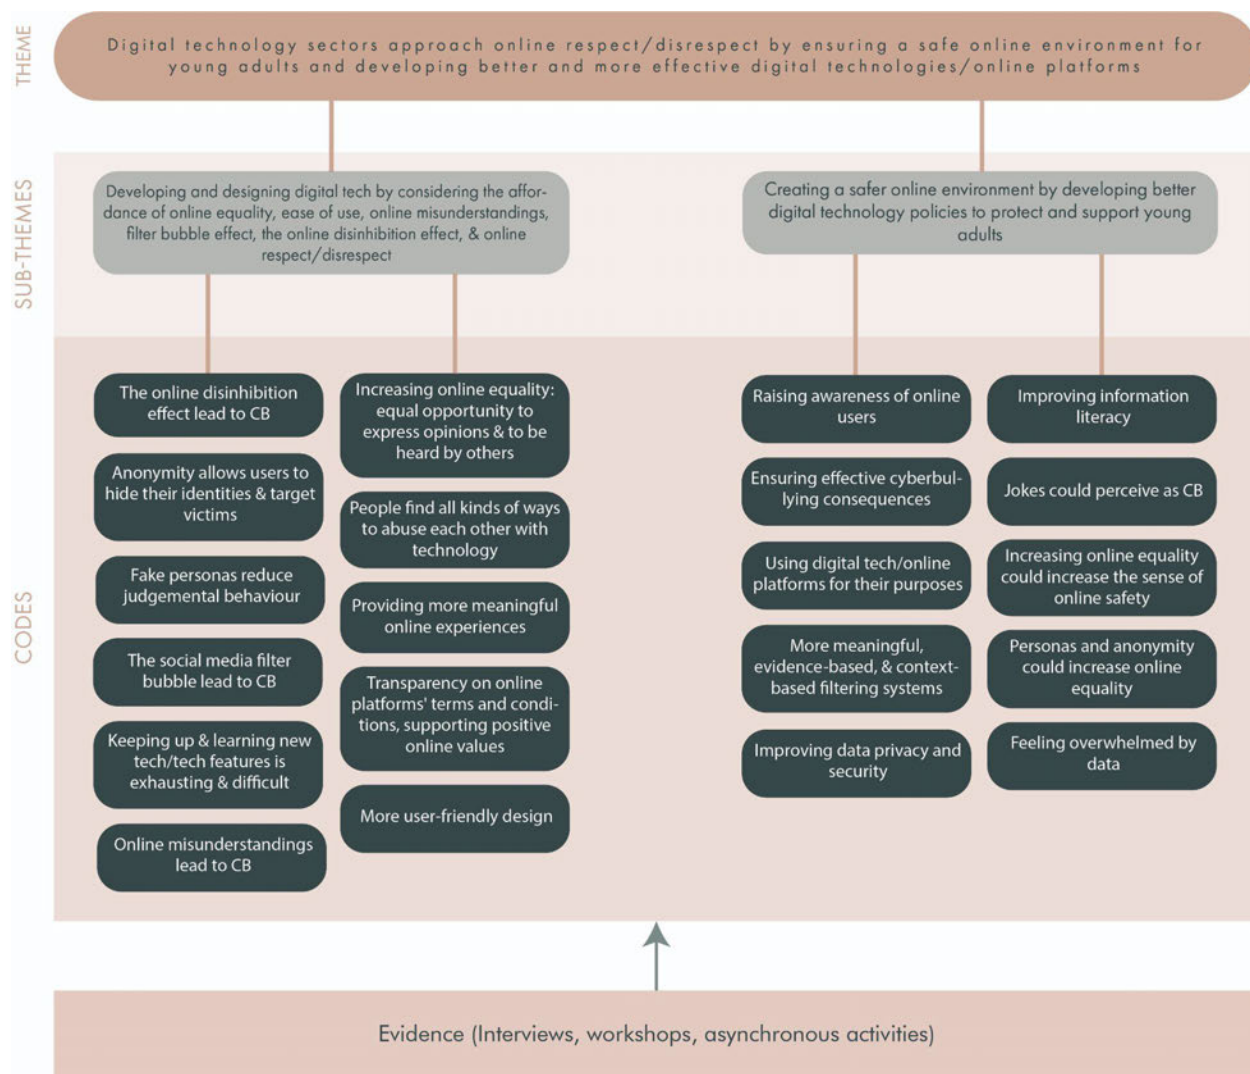 THEME
Digital technology sectors approach online respect/disrespect by ensuring a safe online environment for
young adults and developing better and more effective digital technologies/online platforms
SUB-THEMES
Developing and designing digital tech by considering the affor-
dance of online equality, ease of use, online misunderstandings,
filter bubble effect, the online disinhibition effect, & online
respect/disrespect
Creating a safer online environment by developing better
digital technology policies to protect and support young
adults
CODES
The online disinhibition
effect lead to CB
Anonymity allows users to
hide their identities & target
victims
Fake personas reduce
judgemental behaviour
The social media filter
bubble lead to CB
Keeping up & learning new
tech/tech features is
exhausting & difficult
Online misunderstandings
lead to CB
Increasing online equality:
equal opportunity to
express opinions & to be
heard by others
People find all kinds of ways
to abuse each other with
technology
Providing more meaningful
online experiences
Transparency on online
platforms' terms and condi-
tions, supporting positive
online values
More user-friendly design
Raising awareness of online
users
Ensuring effective cyberbul-
lying consequences
Using digital tech/online
platforms for their purposes
More meaningful,
evidence-based, & context-
based filtering systems
Improving data privacy and
security
Improving information
literacy
Jokes could perceive as CB
Increasing online equality
could increase the sense of
online safety
Personas and anonymity
could increase online
equality
Feeling overwhelmed by
data
Evidence (Interviews, workshops, asynchronous activities)